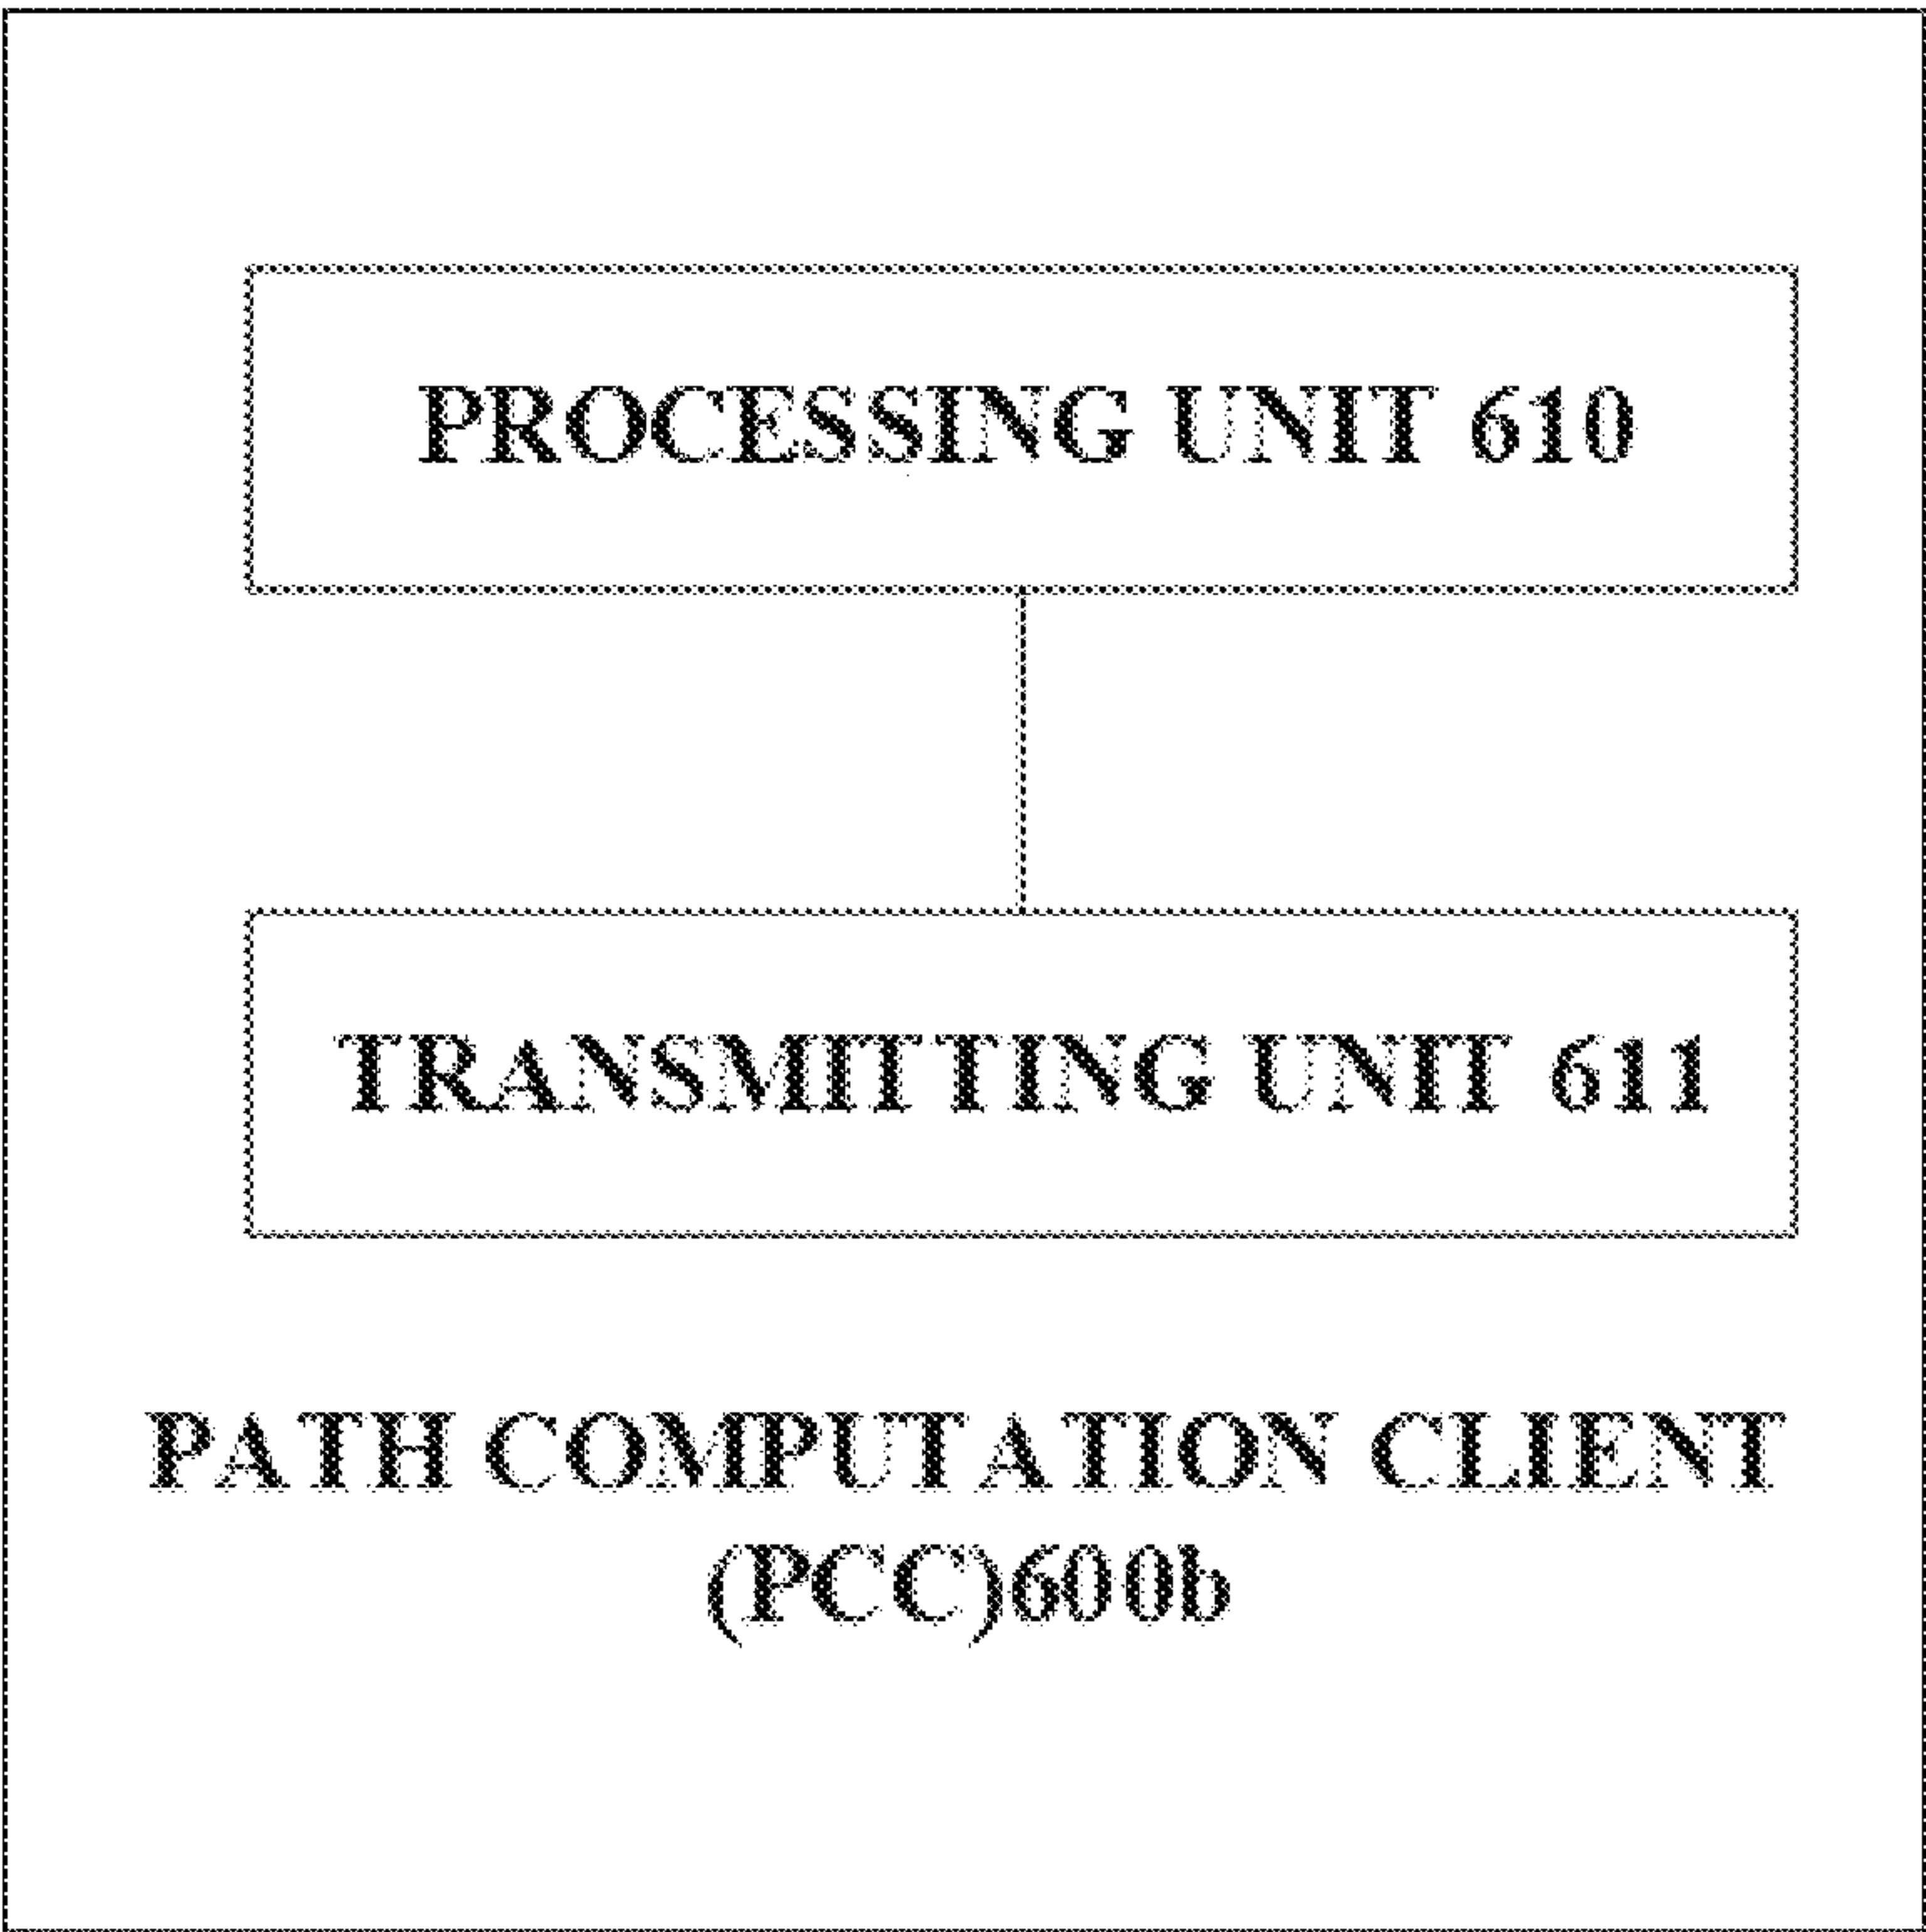 PROCESSING UNIT 610
TRANSMITTING UNIT 611
PATH COMPUTATION CLIENT
(PCC)600b